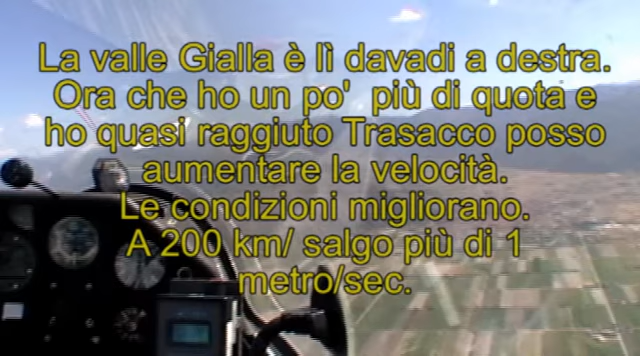 La valle Gialla è lì davadi a destra.
Ora che ho un po' più di quota e
ho quasi raggiuto Trasacco posso
aumentare la velocità.
Le condizioni migliorano.
A 200 km/ salgo più di 1
metro/sec.